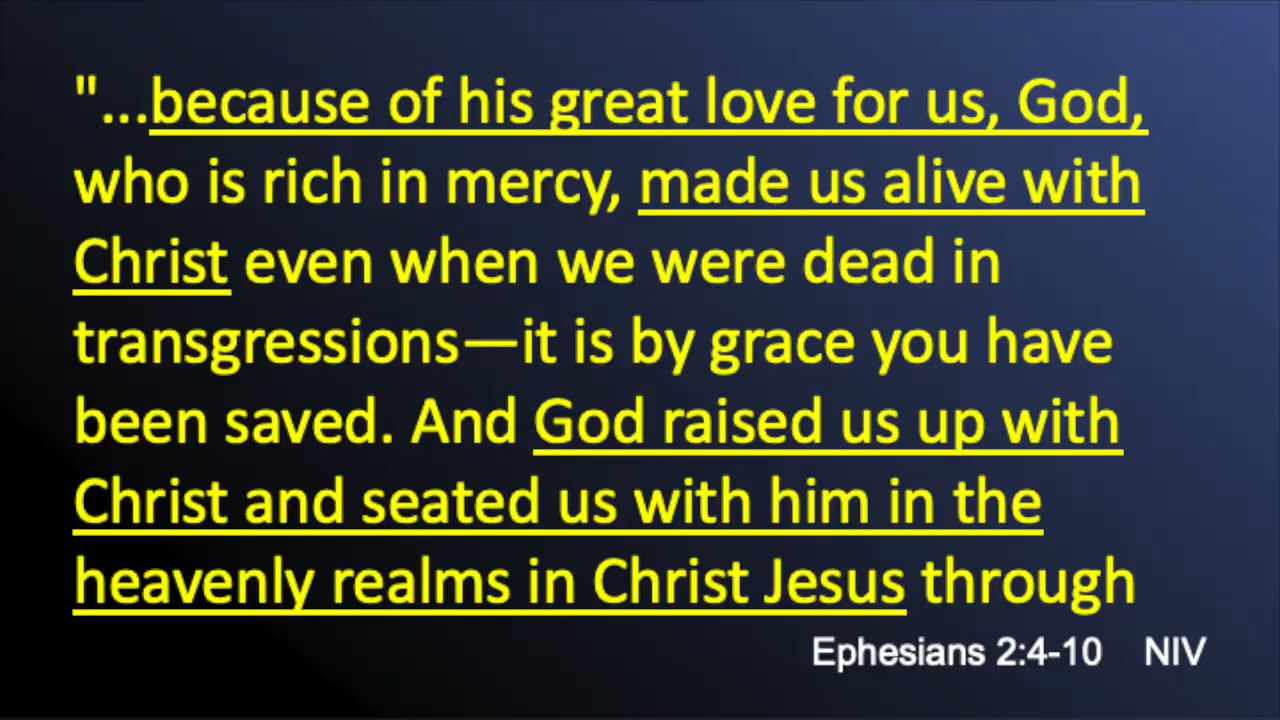 "...because of his great love for us, God,
who is rich in mercy, made us alive with
Christ even when we were dead in
transgressions—it is by grace you have
been saved. And God raised us up with
Christ and seated us with him in the
heavenly realms in Christ Jesus through
Ephesians 2:4-10 NIV